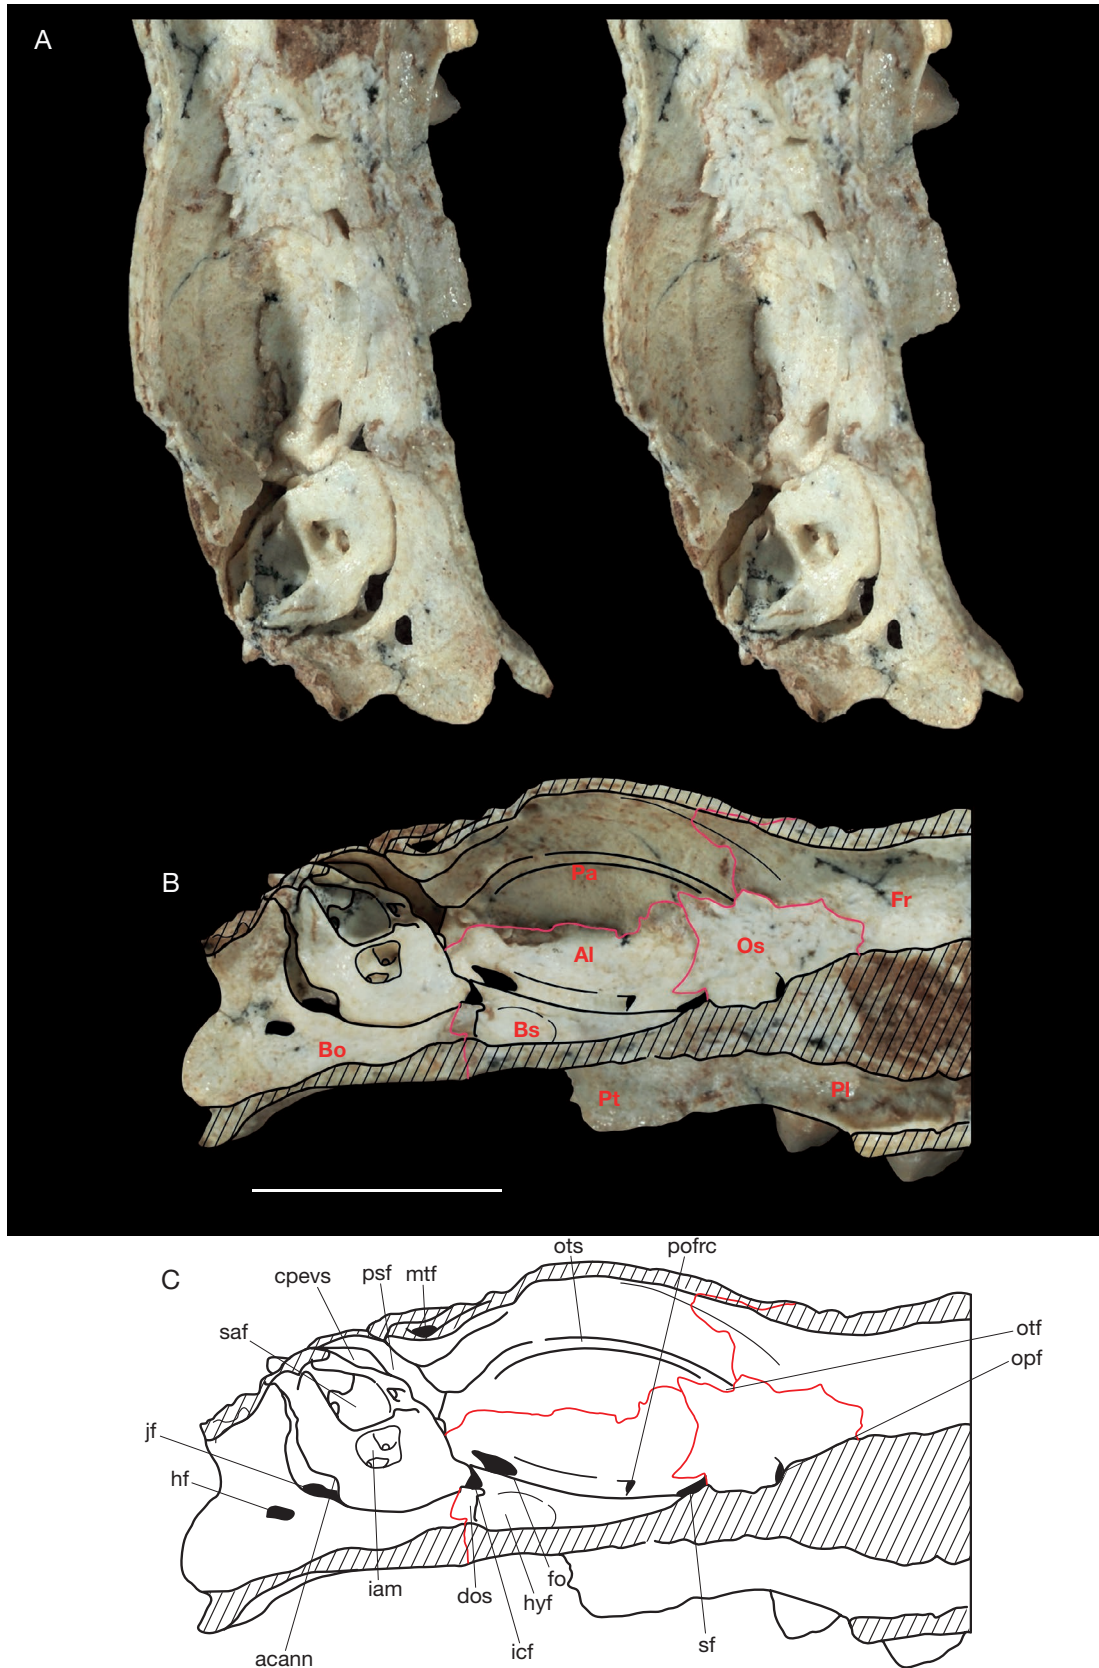 A
B
Pa
Fr
Al
Os
Bs
Bo
Pt
Pl
C
ots
pofrc
cpevs
psf
mtf
saf
otf
opf
jf
hf
iam
dos
fo
hyf
icf
sf
acann